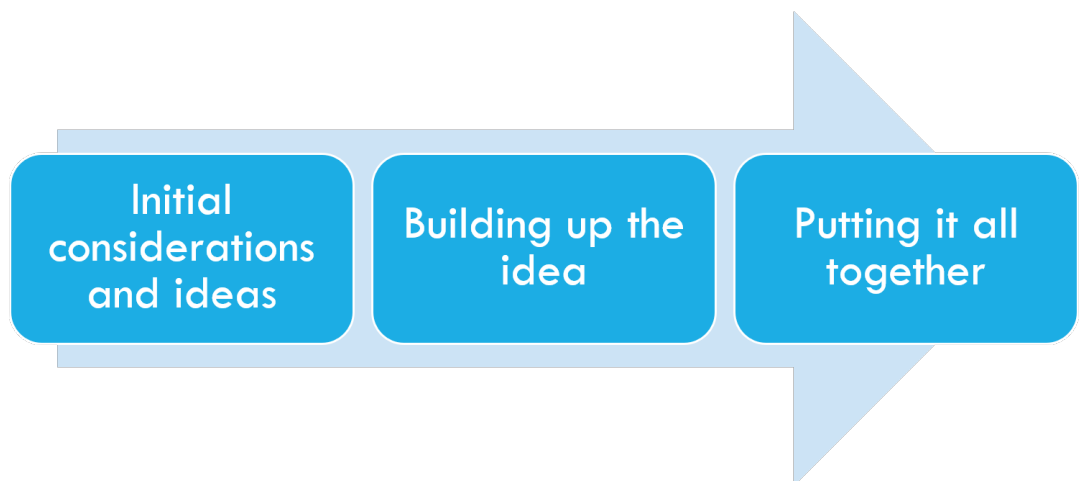 Initial
considerations
and ideas
Building up the
idea
Putting it all
together